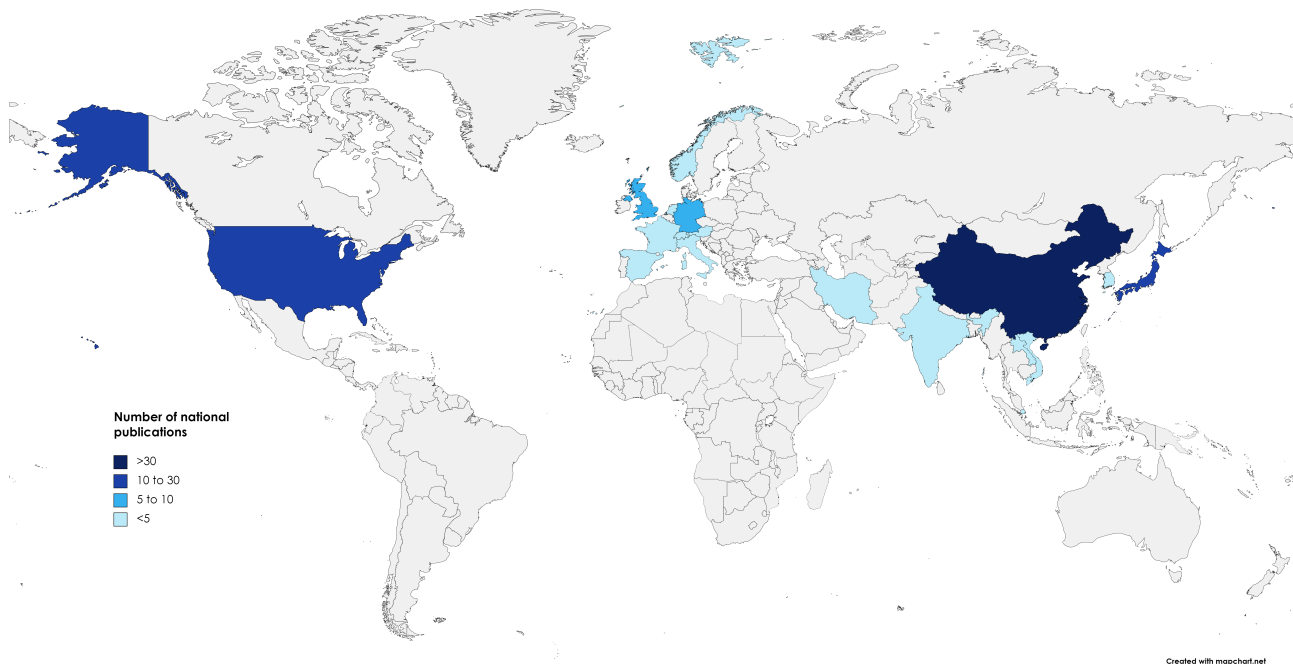 Number of national
publications
>30
10 to 30
5 to 10
<5
Created with mapchart.net